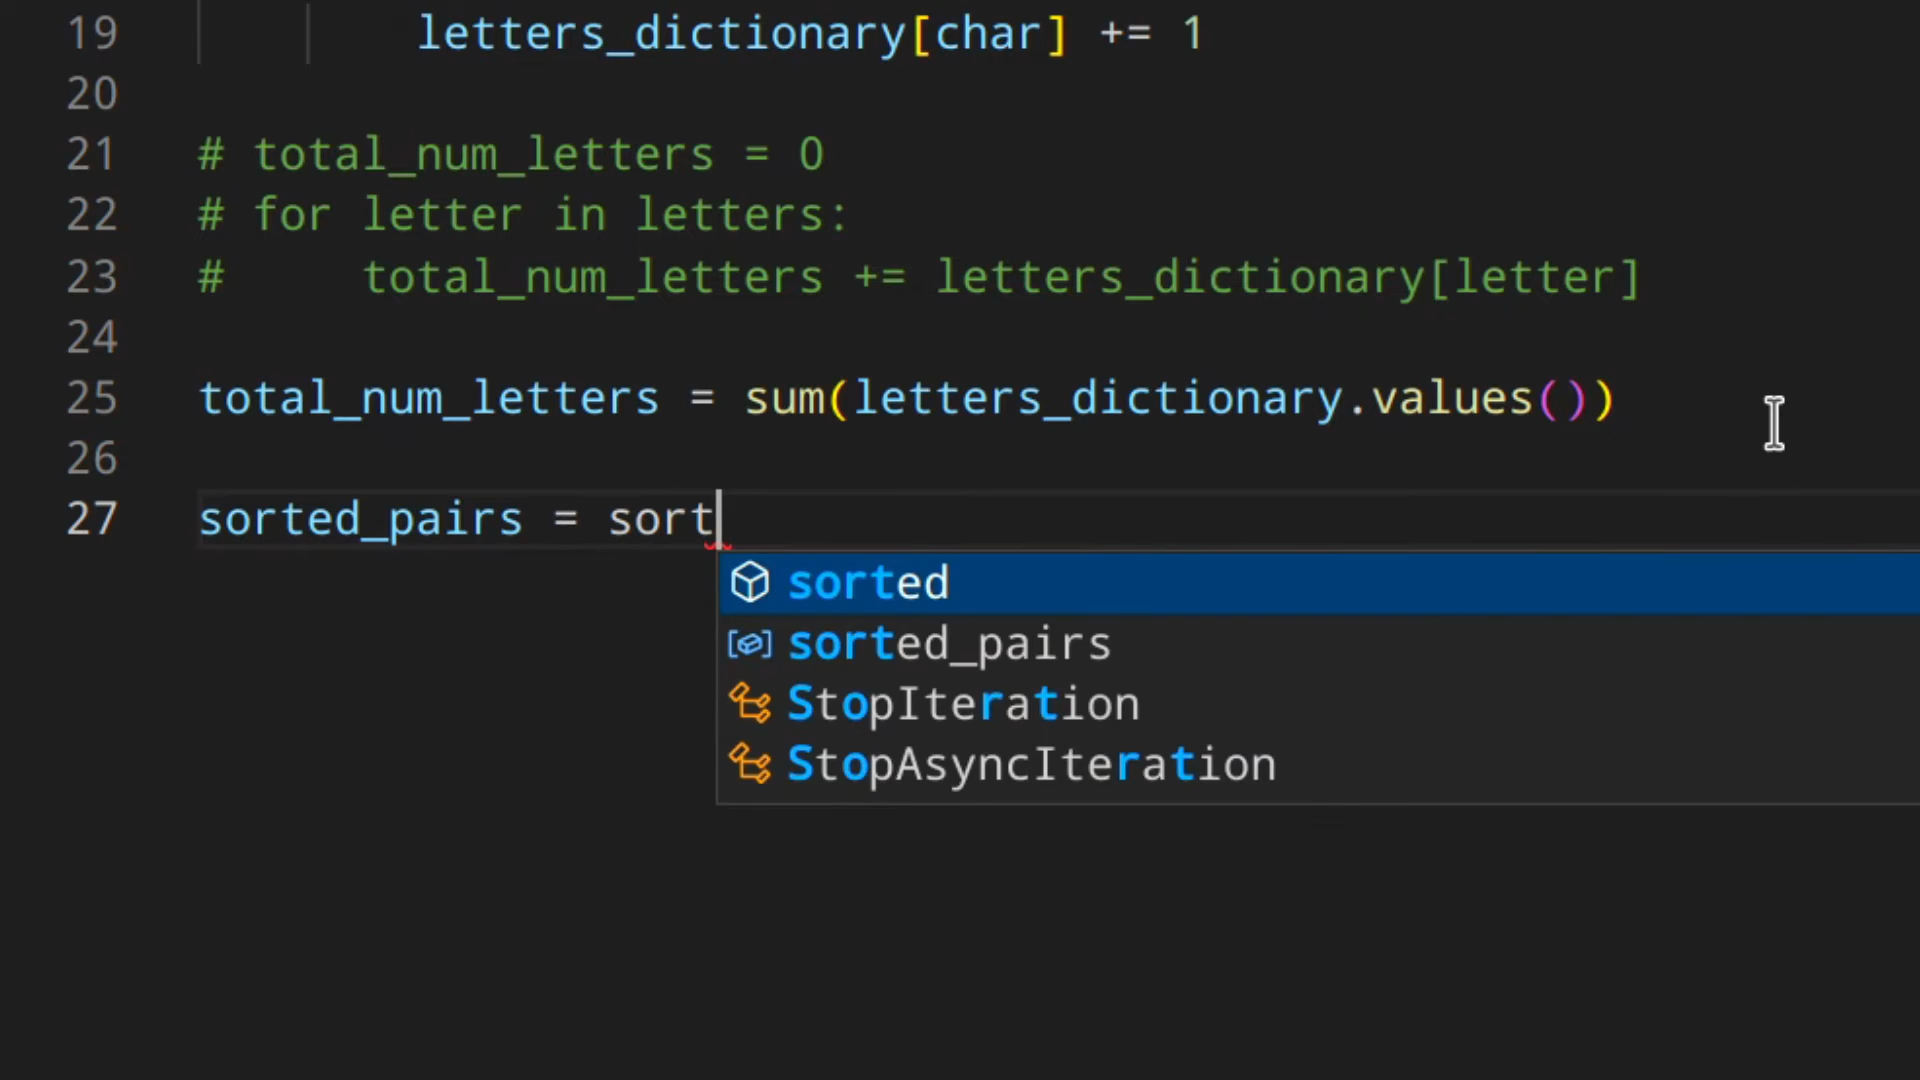 19 letters_dictionary[char] += 1
20
21 # total_num_letters = 0
22 # for letter in letters:
23 #     total_num_letters += letters_dictionary[letter]
24
25 total_num_letters = sum(letters_dictionary.values())
26
27 sorted_pairs = sort
sorted
sorted_pairs
StopIteration
StopAsyncIteration